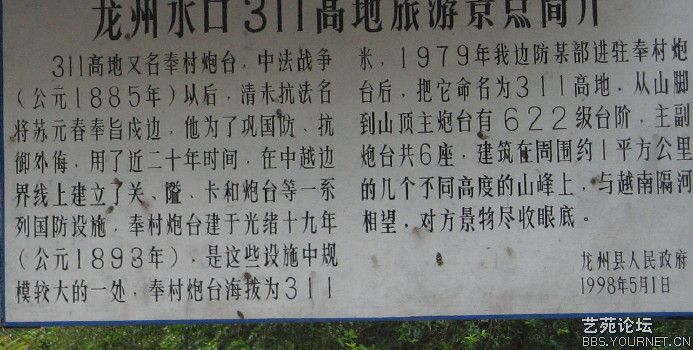 龙州水口311高地旅游景点简介
311高地又名奉村炮台，中法战争
（公元1885年）以后，清末抗法名
将苏元春奉旨戍边，他为了巩国防、抗
御外侮，用了近二十年时间，在中越边
界线上建立了关、隘、卡和炮台等一系
列国防设施，奉村炮台建于光绪十九年
（公元1893年），是这些设施中规
模较大的一处，奉村炮台海拨为311
米，1979年我边防某部进驻奉村炮
台后，把它命名为311高地，从山脚
到山顶主炮台有622级台阶，主副
炮台共6座，建筑在周围约1平方公里
的几个不同高度的山峰上，与越南隔河
相望，对方景物尽收眼底。
龙州县人民政府
1998年5月1日
艺苑论坛
BBS.YOURNET.CN